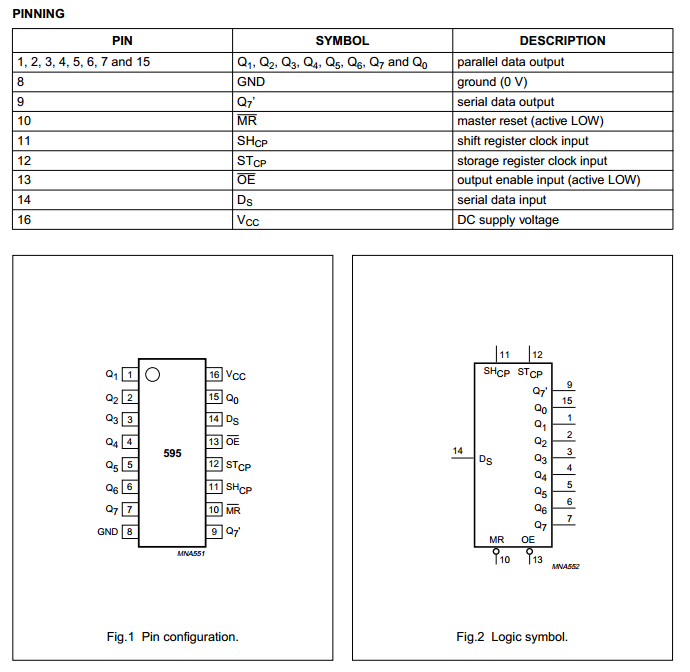 PINNING
PIN SYMBOL DESCRIPTION
1, 2, 3, 4, 5, 6, 7 and 15 Q1, Q2, Q3, Q4, Q5, Q6, Q7 and Q0 parallel data output
8 GND ground (0 V)
9 Q7' serial data output
10 M̅R̅ master reset (active LOW)
11 SHCP shift register clock input
12 STCP storage register clock input
13 O̅E̅ output enable input (active LOW)
14 DS serial data input
16 VCC DC supply voltage
Q1 1 16 VCC
Q2 2 15 Q0
Q3 3 14 DS
Q4 4 13 O̅E̅
Q5 5 595 12 STCP
Q6 6 11 SHCP
Q7 7 10 M̅R̅
GND 8 9 Q7'
MNA551
Fig.1 Pin configuration.
11 12
SHCP STCP
Q7' 9
Q0 15
Q1 1
Q2 2
14 DS Q3 3
Q4 4
Q5 5
Q6 6
Q7 7
MR OE
10 13
MNA552
Fig.2 Logic symbol.